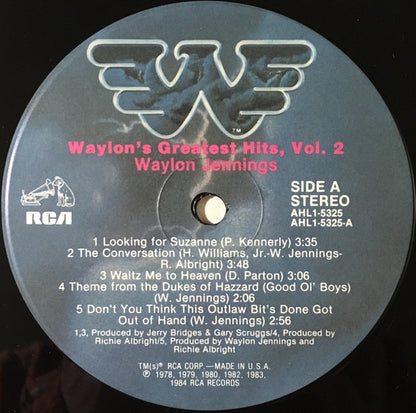 W
TM
Waylon's Greatest Hits, Vol. 2
Waylon Jennings
RCA
SIDE A
STEREO
AHL1-5325
AHL1-5325-A
1 Looking for Suzanne (P. Kennerly) 3:35
2 The Conversation (H. Williams, Jr.-W. Jennings-
R. Albright) 3:48
3 Waltz Me to Heaven (D. Parton) 3:06
4 Theme from the Dukes of Hazzard (Good Ol' Boys)
(W. Jennings) 2:06
5 Don't You Think This Outlaw Bit's Done Got
Out of Hand (W. Jennings) 2:56
1,3, Produced by Jerry Bridges & Gary Scruggs/4, Produced by
Richie Albright/5, Produced by Waylon Jennings and
Richie Albright
TM(s) ® RCA CORP.—MADE IN U.S.A.
℗ 1978, 1979, 1980, 1982, 1983,
1984 RCA RECORDS